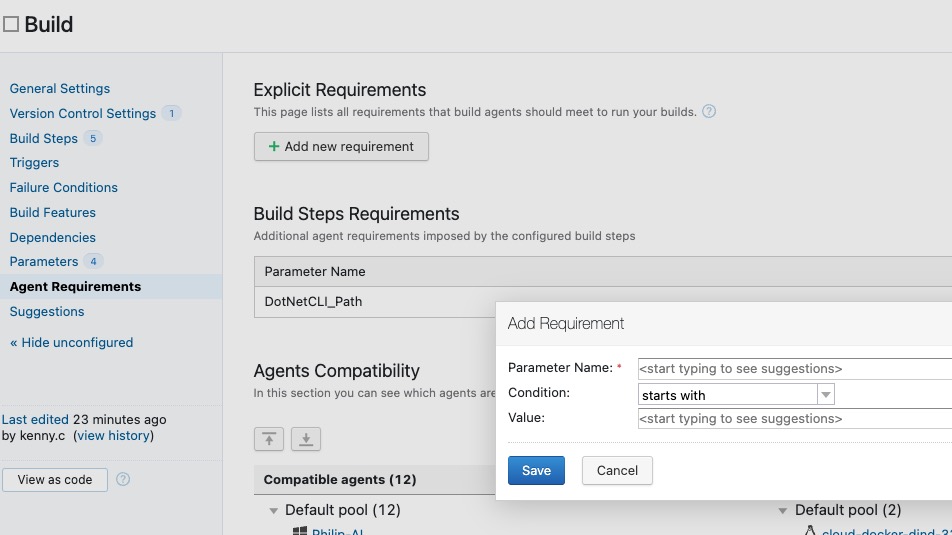 Build
General Settings
Version Control Settings 1
Build Steps 5
Triggers
Failure Conditions
Build Features
Dependencies
Parameters 4
Agent Requirements
Suggestions
« Hide unconfigured
Last edited 23 minutes ago
by kenny.c (view history)
View as code ?
Explicit Requirements
This page lists all requirements that build agents should meet to run your builds. ?
+ Add new requirement
Build Steps Requirements
Additional agent requirements imposed by the configured build steps
Parameter Name
DotNetCLI_Path
Agents Compatibility
In this section you can see which agents are
Compatible agents (12)
Default pool (12)
Philip-AI
Add Requirement
Parameter Name: * <start typing to see suggestions>
Condition: starts with
Value: <start typing to see suggestions>
Save Cancel
Default pool (2)
cloud-docker-dind-3